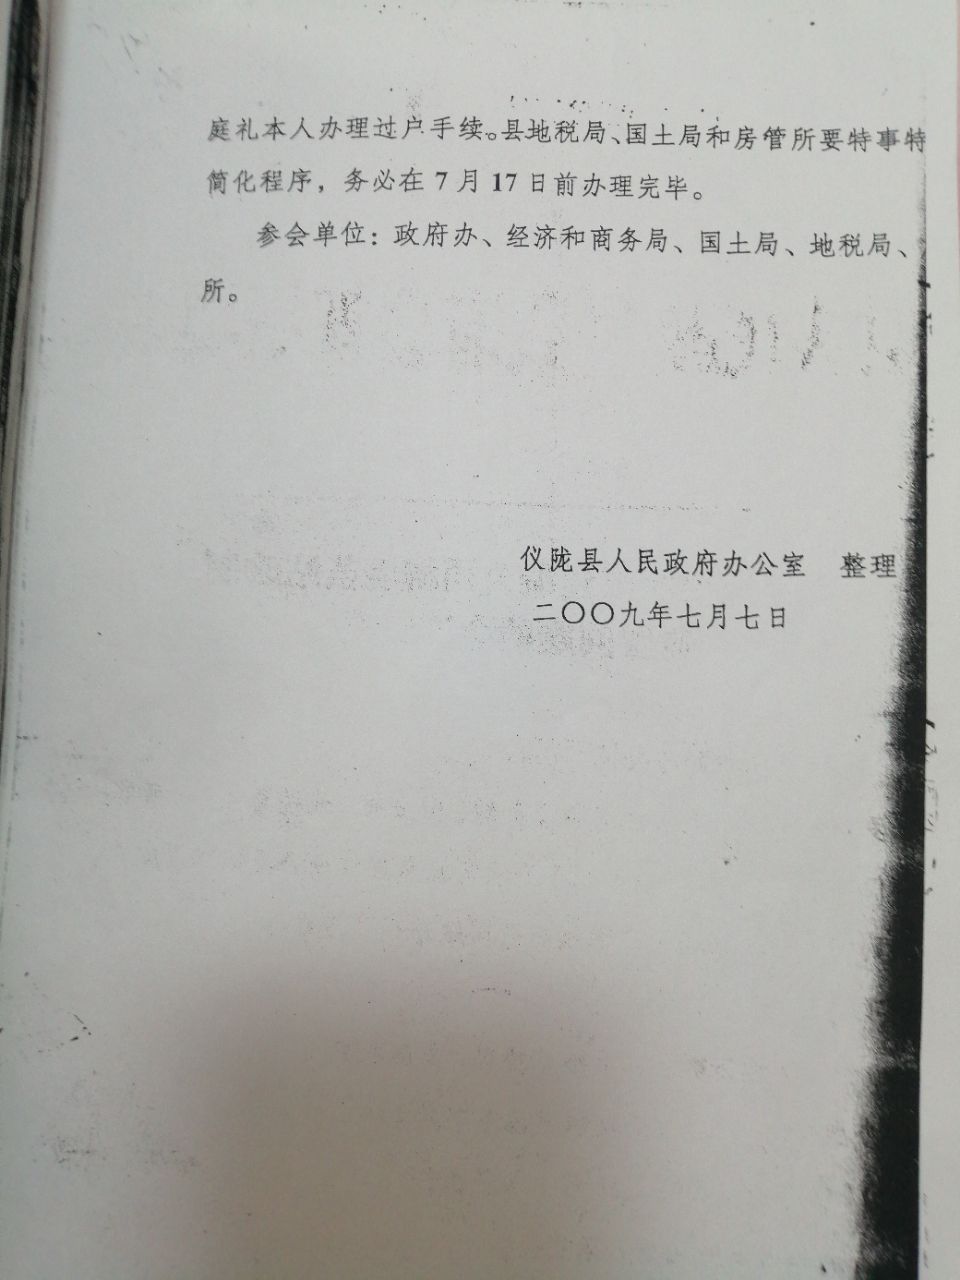 庭礼本人办理过户手续。县地税局、国土局和房管所要特事特
简化程序，务必在 7 月 17 日前办理完毕。
参会单位：政府办、经济和商务局、国土局、地税局、
所。
仪陇县人民政府办公室 整理
二〇〇九年七月七日